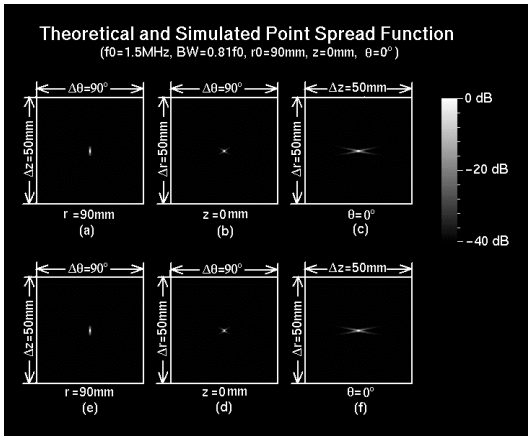 Theoretical and Simulated Point Spread Function
(f0=1.5MHz, BW=0.81f0, r0=90mm, z=0mm, θ=0°)
Δθ=90° Δθ=90° Δz=50mm
Δz=50mm Δr=50mm Δr=50mm
0 dB
-20 dB
-40 dB
r =90mm z =0mm θ=0°
(a) (b) (c)
Δθ=90° Δθ=90° Δz=50mm
Δz=50mm Δr=50mm Δr=50mm
r =90mm z =0mm θ=0°
(e) (d) (f)